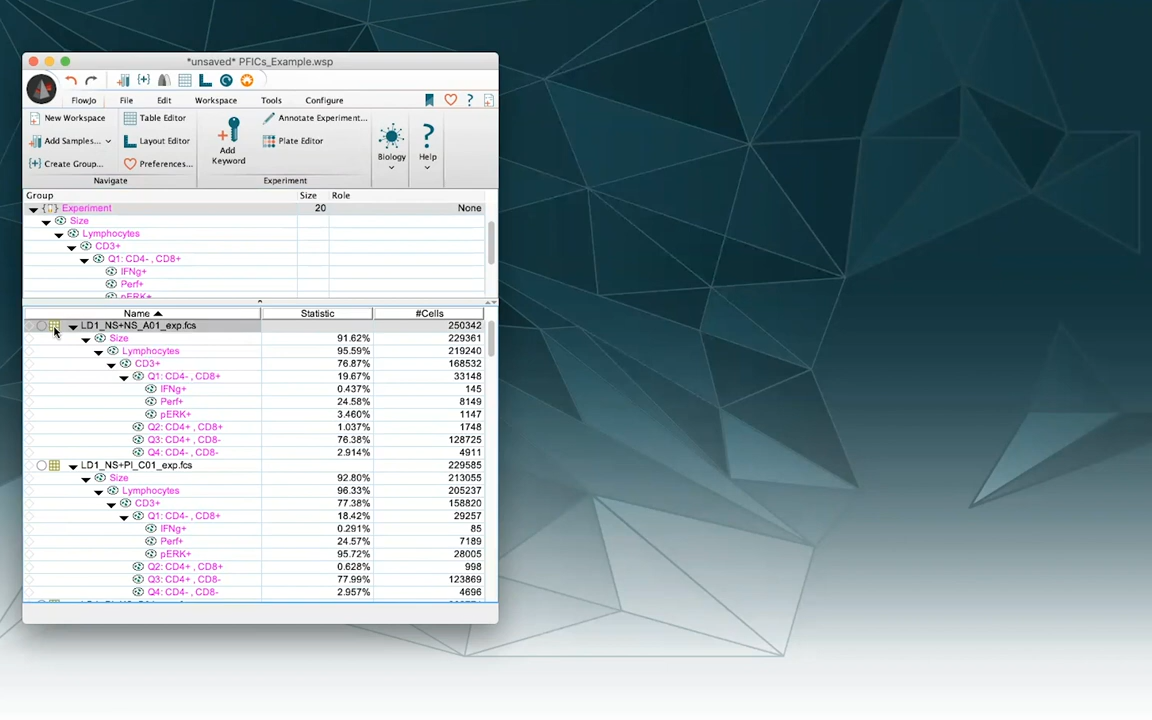 *unsaved* PFICs_Example.wsp
FlowJo File Edit Workspace Tools Configure
New Workspace Table Editor Annotate Experiment...
Add Samples... Layout Editor Add Keyword Plate Editor Biology Help
Create Group... Preferences...
Navigate Experiment
Group Size Role
Experiment 20 None
Size
Lymphocytes
CD3+
Q1: CD4- , CD8+
IFNg+
Perf+
pERK+
Name Statistic #Cells
LD1_NS+NS_A01_exp.fcs 250342
Size 91.62% 229361
Lymphocytes 95.59% 219240
CD3+ 76.87% 168532
Q1: CD4- , CD8+ 19.67% 33148
IFNg+ 0.437% 145
Perf+ 24.58% 8149
pERK+ 3.460% 1147
Q2: CD4+ , CD8+ 1.037% 1748
Q3: CD4+ , CD8- 76.38% 128725
Q4: CD4- , CD8- 2.914% 4911
LD1_NS+PI_C01_exp.fcs 229585
Size 92.80% 213055
Lymphocytes 96.33% 205237
CD3+ 77.38% 158820
Q1: CD4- , CD8+ 18.42% 29257
IFNg+ 0.291% 85
Perf+ 24.57% 7189
pERK+ 95.72% 28005
Q2: CD4+ , CD8+ 0.628% 998
Q3: CD4+ , CD8- 77.99% 123869
Q4: CD4- , CD8- 2.957% 4696